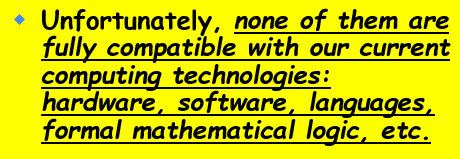 Unfortunately, none of them are
fully compatible with our current
computing technologies:
hardware, software, languages,
formal mathematical logic, etc.